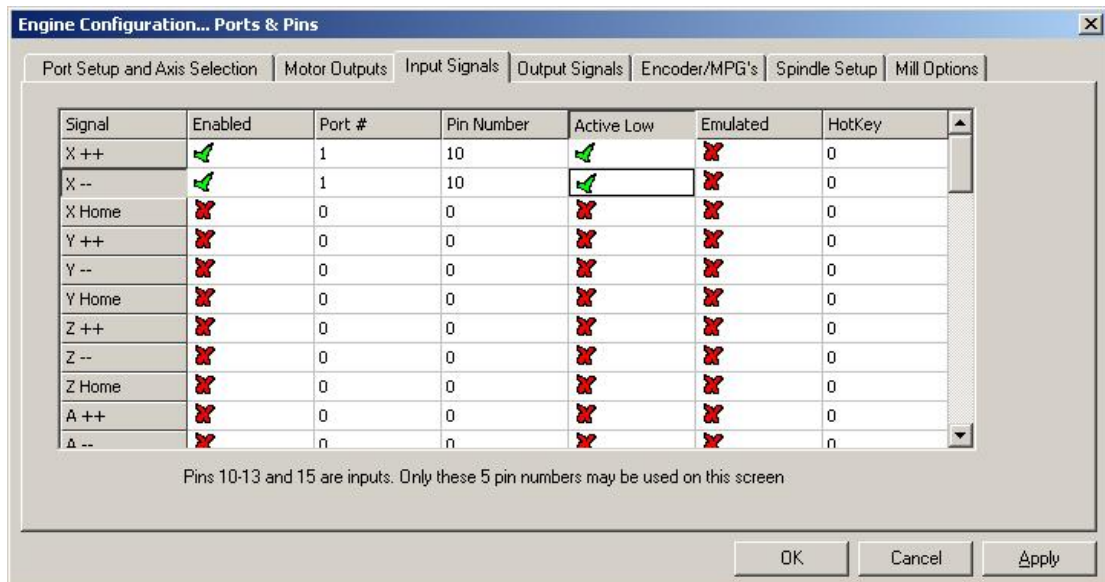 Engine Configuration... Ports & Pins
Port Setup and Axis Selection Motor Outputs Input Signals Output Signals Encoder/MPG's Spindle Setup Mill Options
Signal Enabled Port # Pin Number Active Low Emulated HotKey
X ++ 1 10 0
X -- 1 10 0
X Home 0 0 0
Y ++ 0 0 0
Y -- 0 0 0
Y Home 0 0 0
Z ++ 0 0 0
Z -- 0 0 0
Z Home 0 0 0
A ++ 0 0 0
A -- 0 0 0
Pins 10-13 and 15 are inputs. Only these 5 pin numbers may be used on this screen
OK Cancel Apply